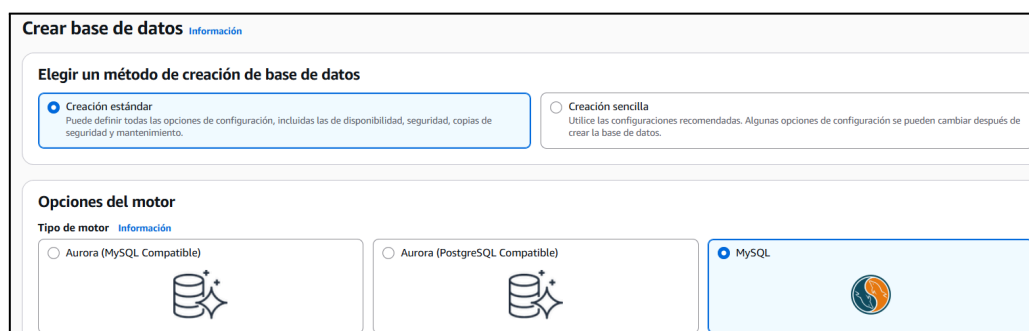 Crear base de datos Información
Elegir un método de creación de base de datos
Creación estándar
Puede definir todas las opciones de configuración, incluidas las de disponibilidad, seguridad, copias de
seguridad y mantenimiento.
Creación sencilla
Utilice las configuraciones recomendadas. Algunas opciones de configuración se pueden cambiar después de
crear la base de datos.
Opciones del motor
Tipo de motor Información
Aurora (MySQL Compatible)
Aurora (PostgreSQL Compatible)
MySQL